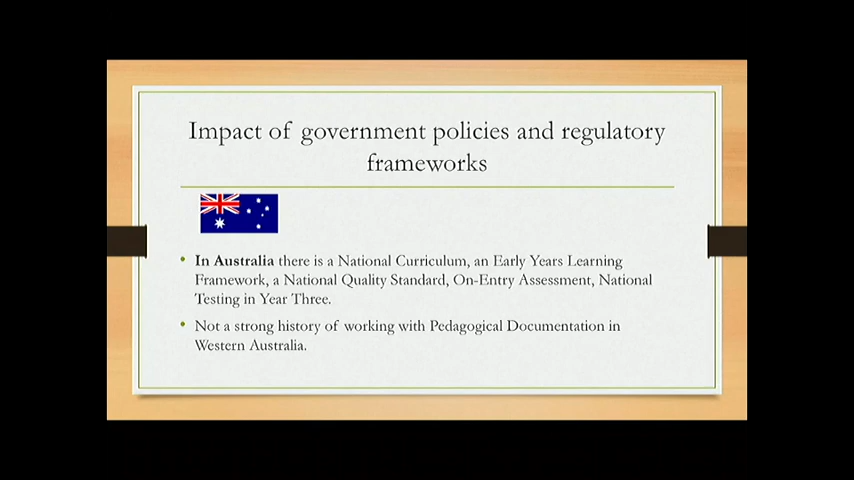 Impact of government policies and regulatory
frameworks
In Australia there is a National Curriculum, an Early Years Learning
Framework, a National Quality Standard, On-Entry Assessment, National
Testing in Year Three.
Not a strong history of working with Pedagogical Documentation in
Western Australia.